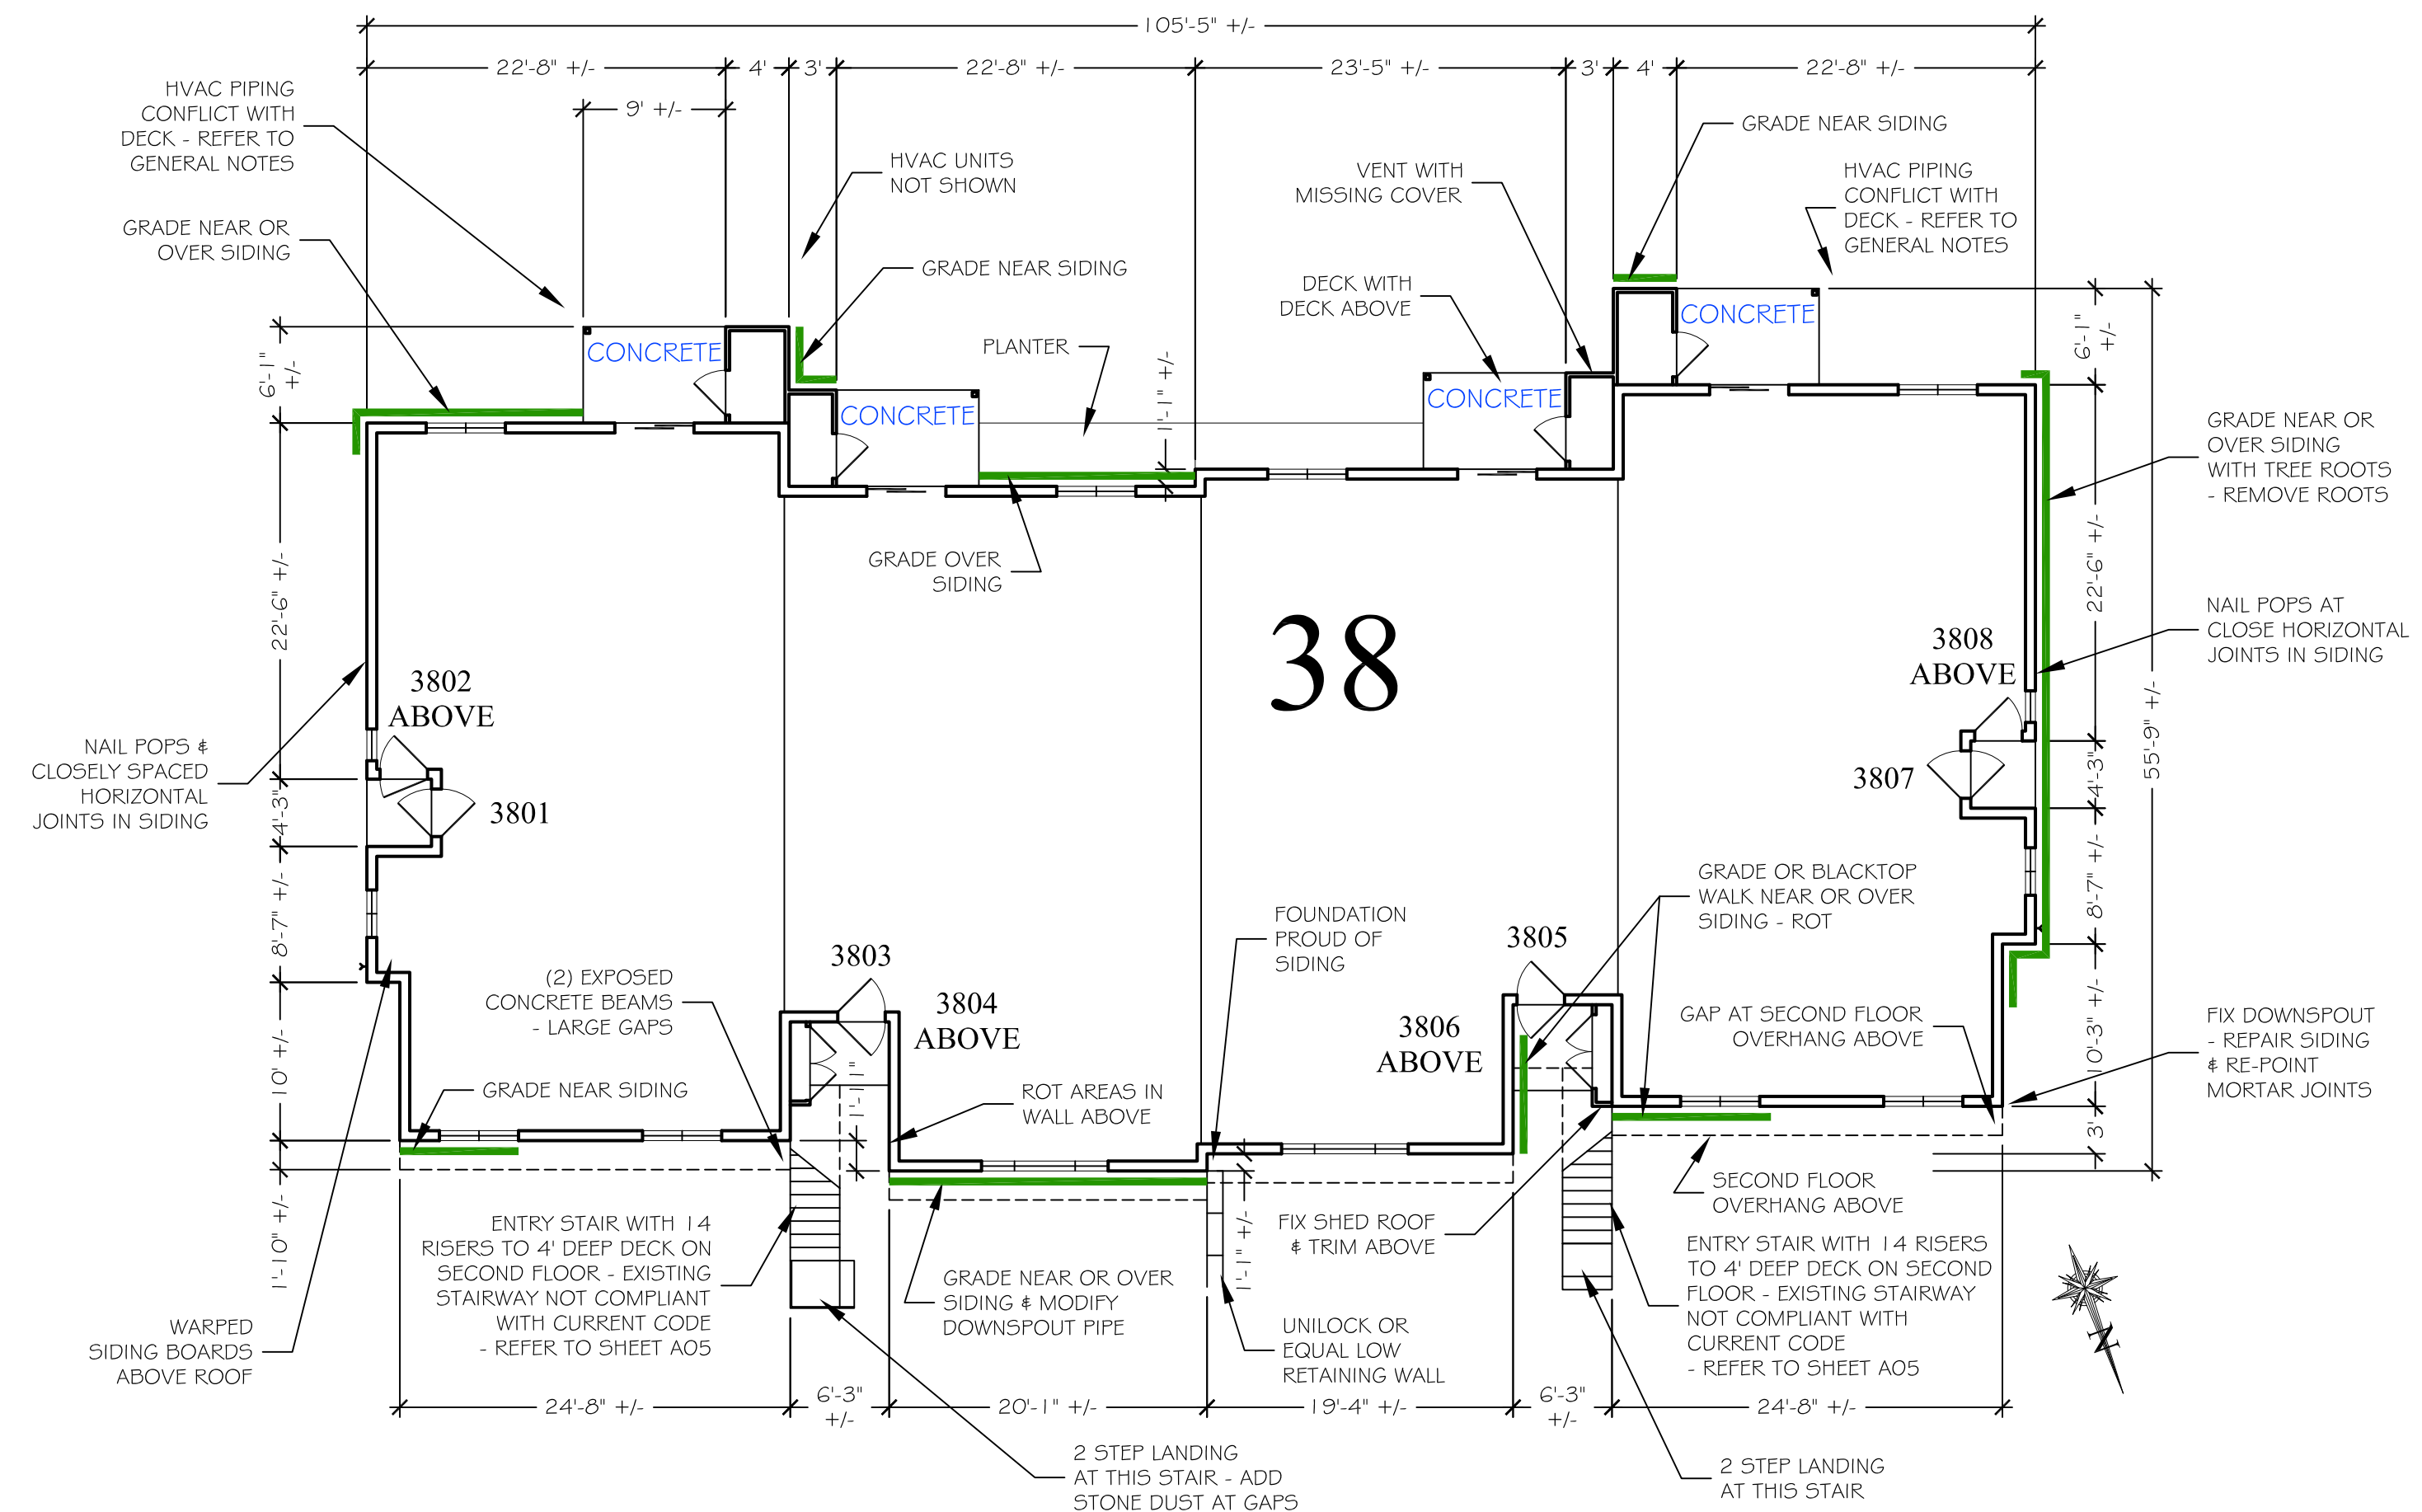 105'-5" +/-
22'-8" +/-
4'
3'
22'-8" +/-
23'-5" +/-
3'
4'
22'-8" +/-
9' +/-
HVAC PIPING
CONFLICT WITH
DECK - REFER TO
GENERAL NOTES
GRADE NEAR OR
OVER SIDING
HVAC UNITS
NOT SHOWN
GRADE NEAR SIDING
PLANTER
VENT WITH
MISSING COVER
DECK WITH
DECK ABOVE
GRADE NEAR SIDING
HVAC PIPING
CONFLICT WITH
DECK - REFER TO
GENERAL NOTES
CONCRETE
CONCRETE
CONCRETE
CONCRETE
6'-1"
+/-
1'-1" +/-
6'-1"
+/-
GRADE NEAR OR
OVER SIDING
WITH TREE ROOTS
- REMOVE ROOTS
GRADE OVER
SIDING
22'-6" +/-
22'-6" +/-
38
NAIL POPS AT
CLOSE HORIZONTAL
JOINTS IN SIDING
3802
ABOVE
3808
ABOVE
55'-9" +/-
NAIL POPS &
CLOSELY SPACED
HORIZONTAL
JOINTS IN SIDING
3801
3807
4'-3"
4'-3"
8'-7" +/-
8'-7" +/-
GRADE OR BLACKTOP
WALK NEAR OR OVER
SIDING - ROT
FOUNDATION
PROUD OF
SIDING
3803
3805
(2) EXPOSED
CONCRETE BEAMS
- LARGE GAPS
3804
ABOVE
3806
ABOVE
GAP AT SECOND FLOOR
OVERHANG ABOVE
FIX DOWNSPOUT
- REPAIR SIDING
& RE-POINT
MORTAR JOINTS
10' +/-
10'-3" +/-
GRADE NEAR SIDING
1'-11"
ROT AREAS IN
WALL ABOVE
3'
1'-10" +/-
1'-1" +/-
SECOND FLOOR
OVERHANG ABOVE
ENTRY STAIR WITH 14
RISERS TO 4' DEEP DECK ON
SECOND FLOOR - EXISTING
STAIRWAY NOT COMPLIANT
WITH CURRENT CODE
- REFER TO SHEET A05
FIX SHED ROOF
& TRIM ABOVE
ENTRY STAIR WITH 14 RISERS
TO 4' DEEP DECK ON SECOND
FLOOR - EXISTING STAIRWAY
NOT COMPLIANT WITH
CURRENT CODE
- REFER TO SHEET A05
GRADE NEAR OR OVER
SIDING & MODIFY
DOWNSPOUT PIPE
UNILOCK OR
EQUAL LOW
RETAINING WALL
WARPED
SIDING BOARDS
ABOVE ROOF
N
24'-8" +/-
6'-3"
+/-
20'-1" +/-
19'-4" +/-
6'-3"
+/-
24'-8" +/-
2 STEP LANDING
AT THIS STAIR - ADD
STONE DUST AT GAPS
2 STEP LANDING
AT THIS STAIR